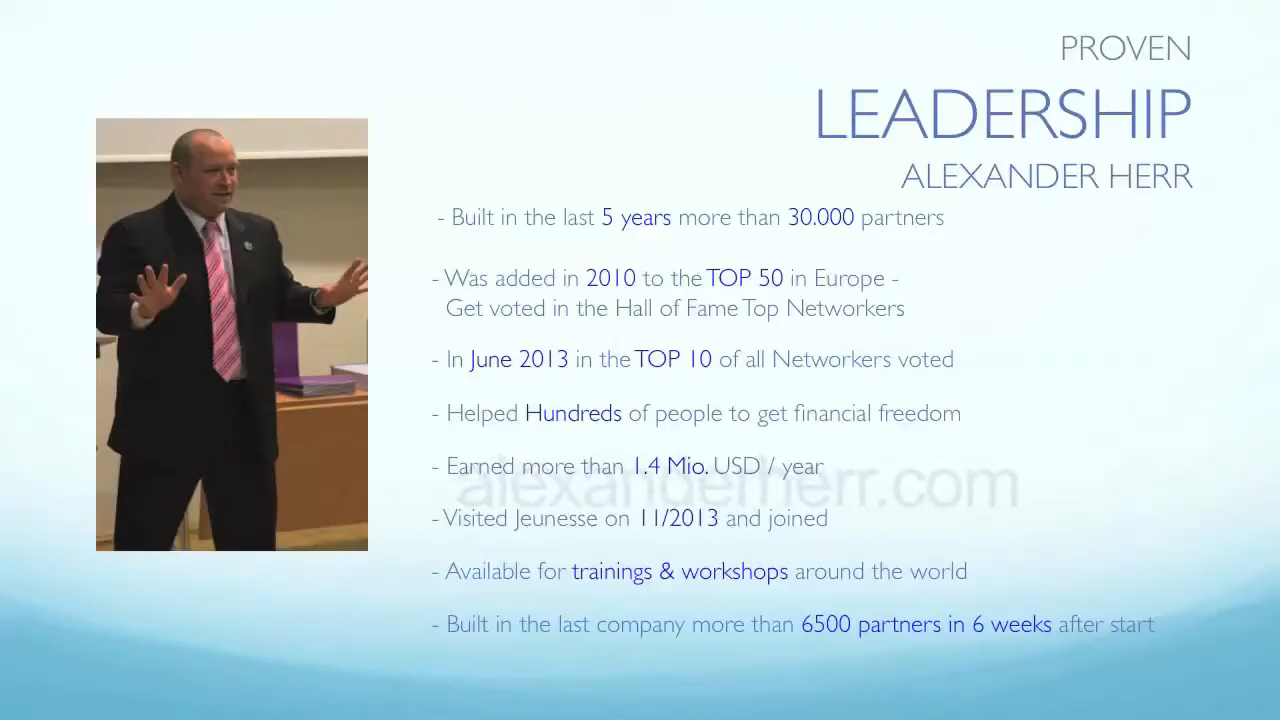 PROVEN
LEADERSHIP
ALEXANDER HERR
- Built in the last 5 years more than 30.000 partners
- Was added in 2010 to the TOP 50 in Europe -
Get voted in the Hall of Fame Top Networkers
- In June 2013 in the TOP 10 of all Networkers voted
- Helped Hundreds of people to get financial freedom
- Earned more than 1.4 Mio. USD / year
alexanderherr.com
- Visited Jeunesse on 11/2013 and joined
- Available for trainings & workshops around the world
- Built in the last company more than 6500 partners in 6 weeks after start